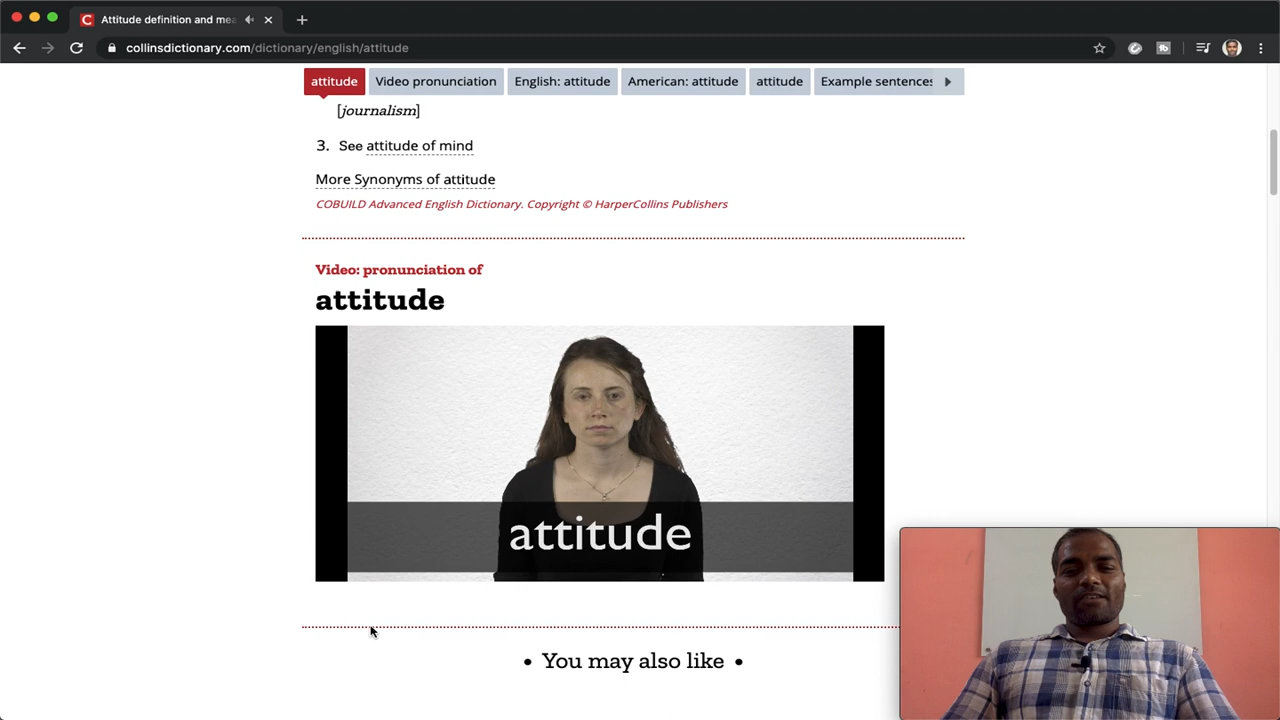 Attitude definition and mea
collinsdictionary.com/dictionary/english/attitude
attitude Video pronunciation English: attitude American: attitude attitude Example sentences
[journalism]
3. See attitude of mind
More Synonyms of attitude
COBUILD Advanced English Dictionary. Copyright © HarperCollins Publishers
Video: pronunciation of
attitude
attitude
• You may also like •